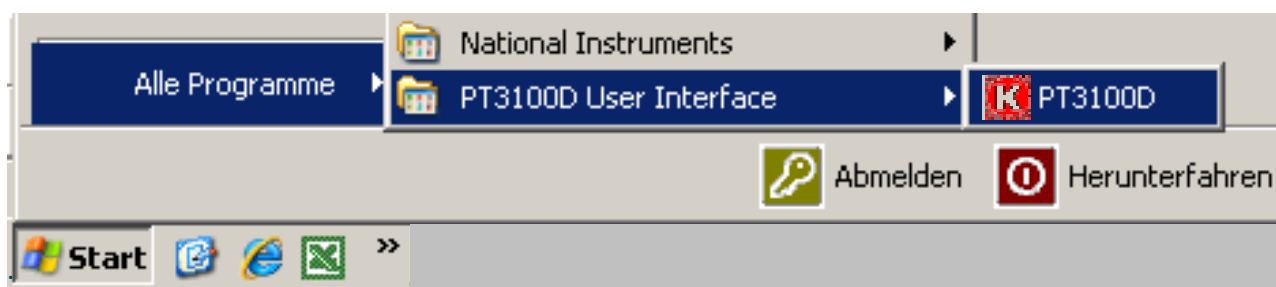 National Instruments
Alle Programme PT3100D User Interface K PT3100D
Abmelden Herunterfahren
Start »